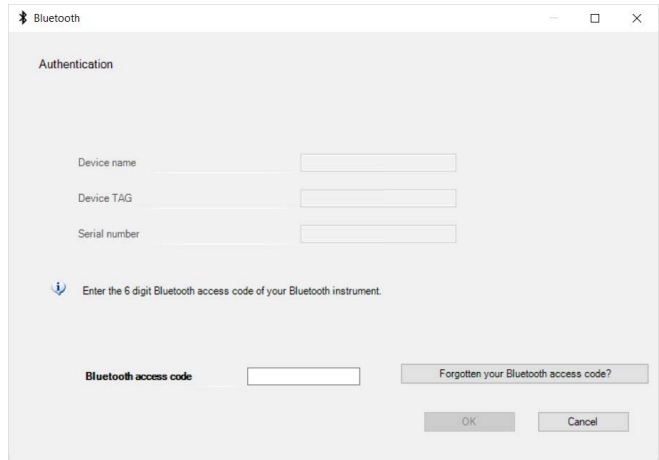 Bluetooth
Authentication
Device name
Device TAG
Serial number
Enter the 6 digit Bluetooth access code of your Bluetooth instrument.
Bluetooth access code
Forgotten your Bluetooth access code?
OK
Cancel